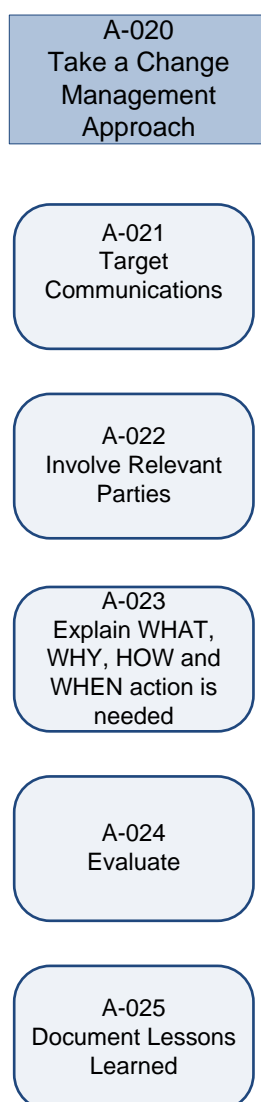 A-020
Take a Change
Management
Approach
A-021
Target
Communications
A-022
Involve Relevant
Parties
A-023
Explain WHAT,
WHY, HOW and
WHEN action is
needed
A-024
Evaluate
A-025
Document Lessons
Learned